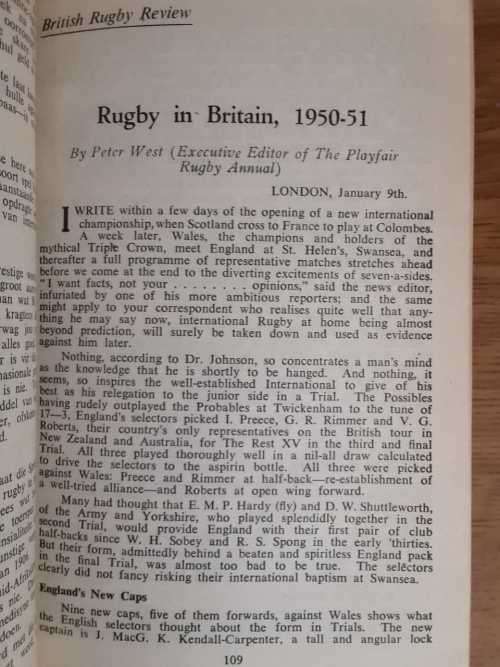 British Rugby Review
Rugby in Britain, 1950-51
By Peter West (Executive Editor of The Playfair
Rugby Annual)
LONDON, January 9th.
I WRITE within a few days of the opening of a new international
championship, when Scotland cross to France to play at Colombes.
A week later, Wales, the champions and holders of the
mythical Triple Crown, meet England at St. Helen's, Swansea, and
thereafter a full programme of representative matches stretches ahead
before we come at the end to the diverting excitements of seven-a-sides.
"I want facts, not your . . . . . . . . opinions," said the news editor,
infuriated by one of his more ambitious reporters; and the same
might apply to your correspondent who realises quite well that any-
thing he may say now, international Rugby at home being almost
beyond prediction, will surely be taken down and used as evidence
against him later.
Nothing, according to Dr. Johnson, so concentrates a man's mind
as the knowledge that he is shortly to be hanged. And nothing, it
seems, so inspires the well-established International to give of his
best as his relegation to the junior side in a Trial. The Possibles
having rudely outplayed the Probables at Twickenham to the tune of
17—3, England's selectors picked I. Preece, G. R. Rimmer and V. G.
Roberts, their country's only representatives on the British tour in
New Zealand and Australia, for The Rest XV in the third and final
Trial. All three played thoroughly well in a nil-all draw calculated
to drive the selectors to the aspirin bottle. All three were picked
against Wales: Preece and Rimmer at half-back—re-establishment of
a well-tried alliance—and Roberts at open wing forward.
Many had thought that E. M. P. Hardy (fly) and D. W. Shuttleworth,
of the Army and Yorkshire, who played splendidly together in the
second Trial, would provide England with their first pair of club
half-backs since W. H. Sobey and R. S. Spong in the early 'thirties.
But their form, admittedly behind a beaten and spiritless England pack
in the final Trial, was almost too bad to be true. The selectors
clearly did not fancy risking their international baptism at Swansea.
England's New Caps
Nine new caps, five of them forwards, against Wales shows what
the English selectors thought about the form in Trials. The new
captain is J. MacG. K. Kendall-Carpenter, a tall and angular lock
109